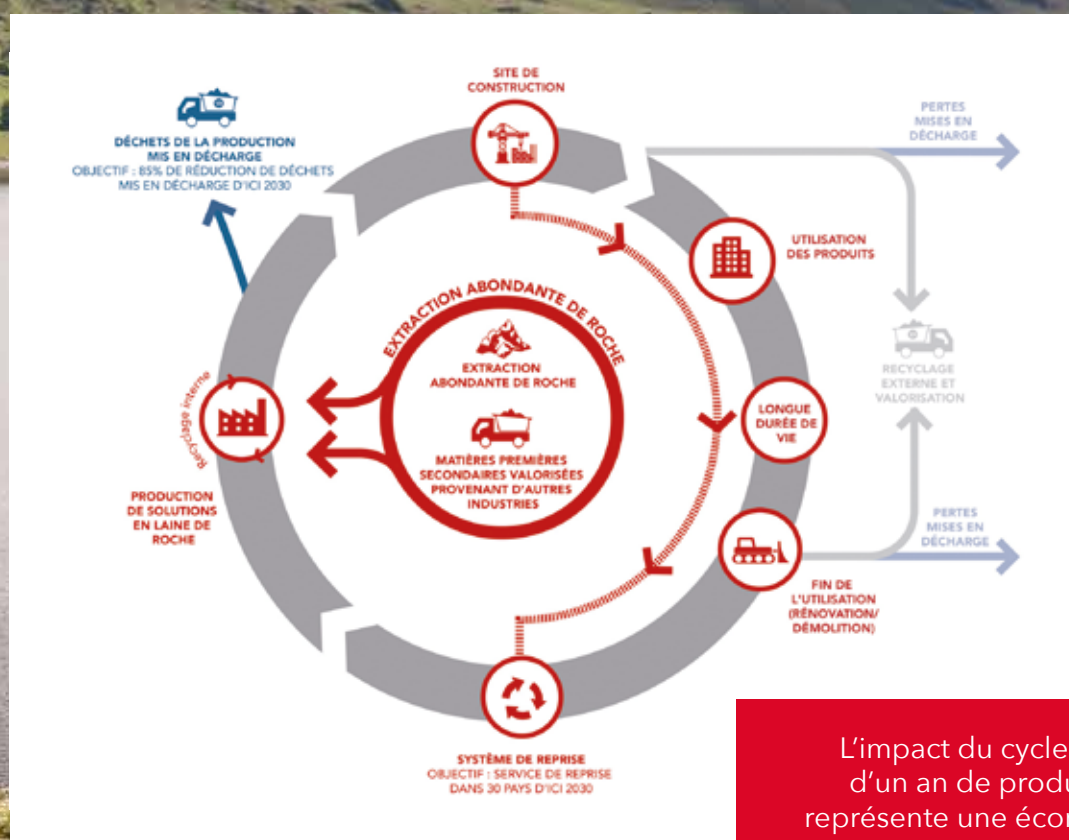 SITE DE
CONSTRUCTION
DÉCHETS DE LA PRODUCTION
MIS EN DÉCHARGE
OBJECTIF : 85% DE RÉDUCTION DE DÉCHETS
MIS EN DÉCHARGE D'ICI 2030
PERTES
MISES EN
DÉCHARGE
UTILISATION
DES PRODUITS
EXTRACTION ABONDANTE DE ROCHE
EXTRACTION
ABONDANTE DE ROCHE
MATIÈRES PREMIÈRES
SECONDAIRES VALORISÉES
PROVENANT D'AUTRES
INDUSTRIES
RECYCLAGE
EXTERNE ET
VALORISATION
LONGUE
DURÉE DE
VIE
Recyclage interne
PRODUCTION
DE SOLUTIONS
EN LAINE DE
ROCHE
PERTES
MISES EN
DÉCHARGE
FIN DE
L'UTILISATION
(RÉNOVATION/
DÉMOLITION)
SYSTÈME DE REPRISE
OBJECTIF : SERVICE DE REPRISE
DANS 30 PAYS D'ICI 2030
L'impact du cycle
d'un an de produ
représente une écon